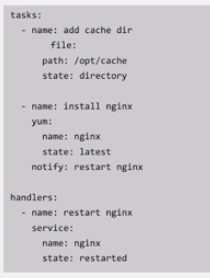 tasks:
  - name: add cache dir
        file:
      path: /opt/cache
      state: directory

  - name: install nginx
    yum:
      name: nginx
      state: latest
    notify: restart nginx

handlers:
  - name: restart nginx
    service:
      name: nginx
      state: restarted